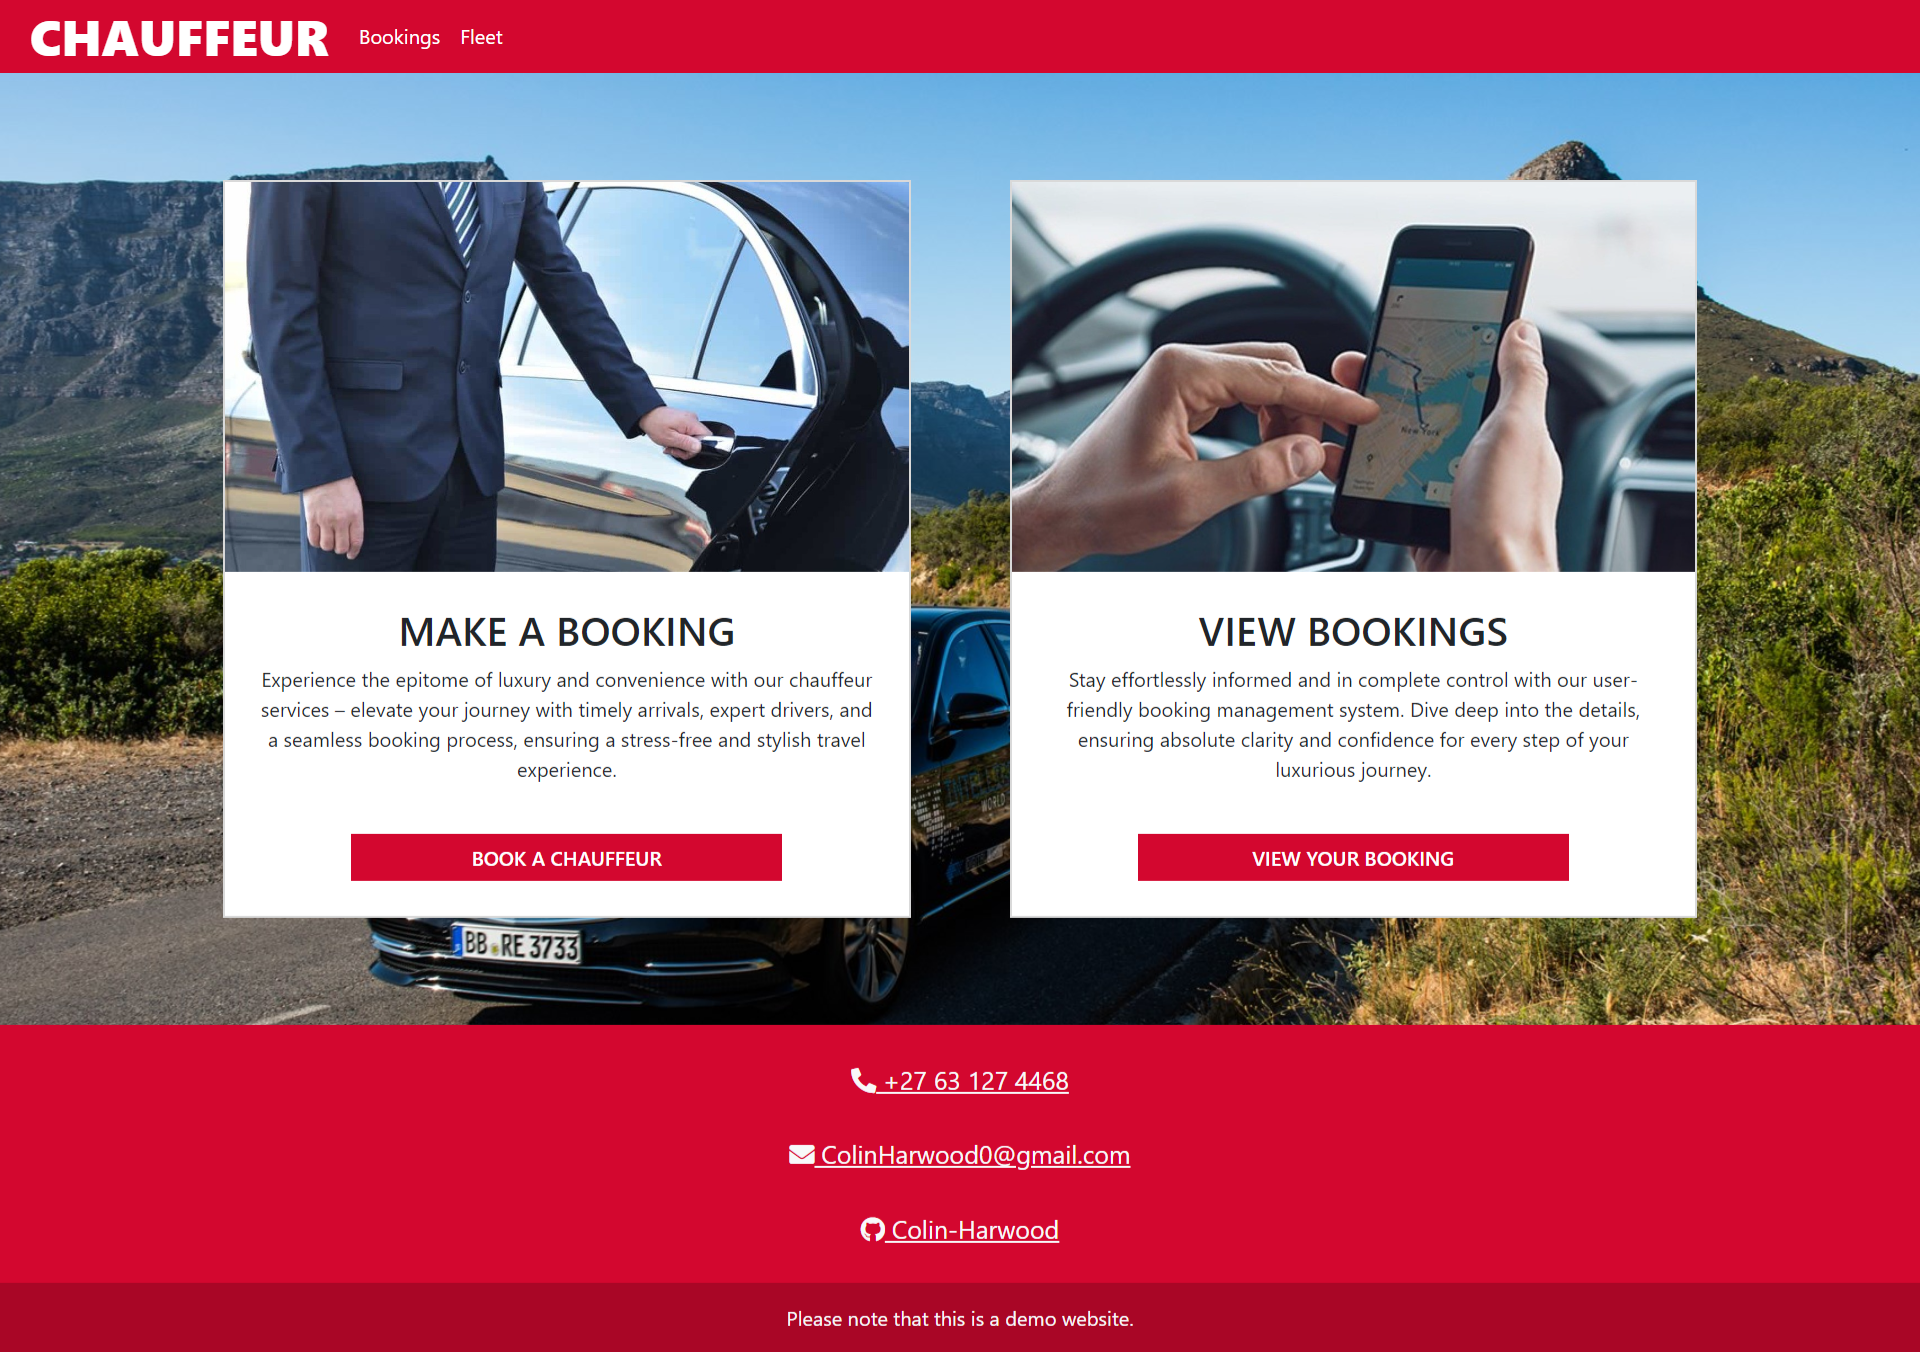 CHAUFFEUR Bookings Fleet
New York
MAKE A BOOKING
Experience the epitome of luxury and convenience with our chauffeur
services – elevate your journey with timely arrivals, expert drivers, and
a seamless booking process, ensuring a stress-free and stylish travel
experience.
BOOK A CHAUFFEUR
VIEW BOOKINGS
Stay effortlessly informed and in complete control with our user-
friendly booking management system. Dive deep into the details,
ensuring absolute clarity and confidence for every step of your
luxurious journey.
VIEW YOUR BOOKING
WORLD
BB RE 3733
+27 63 127 4468
ColinHarwood0@gmail.com
Colin-Harwood
Please note that this is a demo website.